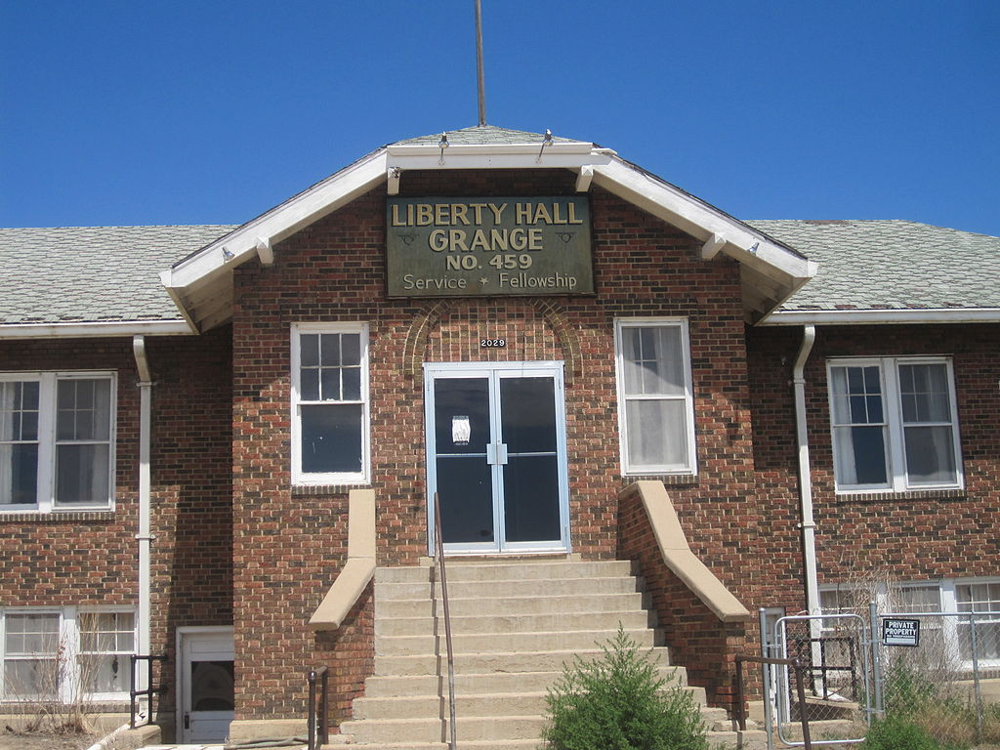 LIBERTY HALL
GRANGE
NO. 459
Service * Fellowship
2029
PRIVATE
PROPERTY